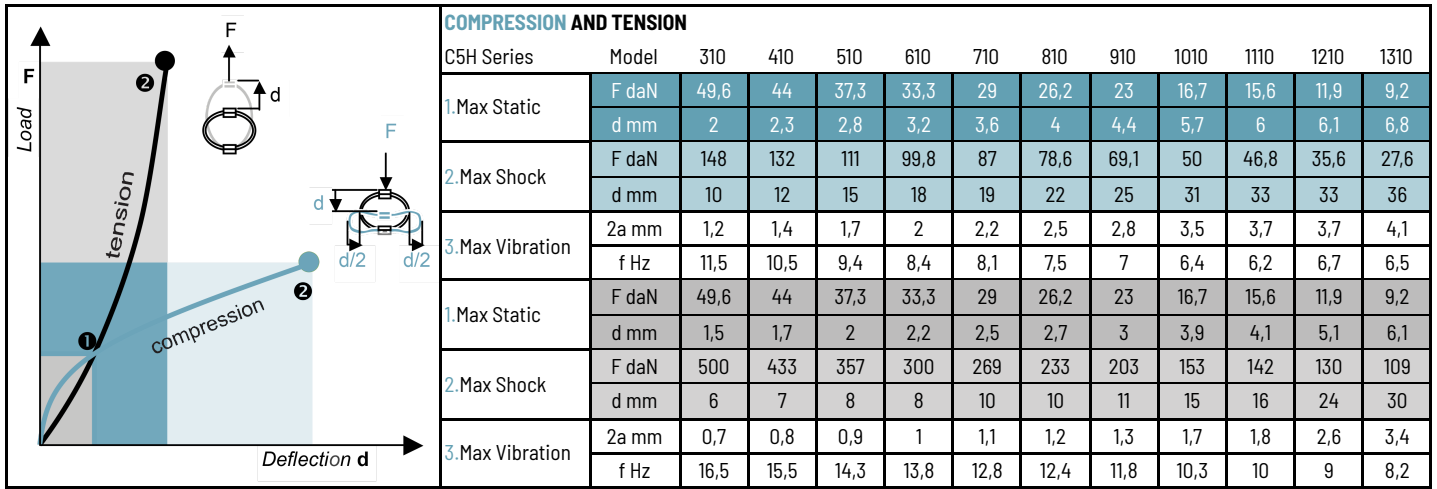 F
Load
tension
compression
❶
❷
❷
F
d
F
d
d/2
d/2
Deflection d
COMPRESSION AND TENSION
C5H Series Model 310 410 510 610 710 810 910 1010 1110 1210 1310
1.Max Static F daN 49,6 44 37,3 33,3 29 26,2 23 16,7 15,6 11,9 9,2
d mm 2 2,3 2,8 3,2 3,6 4 4,4 5,7 6 6,1 6,8
2.Max Shock F daN 148 132 111 99,8 87 78,6 69,1 50 46,8 35,6 27,6
d mm 10 12 15 18 19 22 25 31 33 33 36
3.Max Vibration 2a mm 1,2 1,4 1,7 2 2,2 2,5 2,8 3,5 3,7 3,7 4,1
f Hz 11,5 10,5 9,4 8,4 8,1 7,5 7 6,4 6,2 6,7 6,5
1.Max Static F daN 49,6 44 37,3 33,3 29 26,2 23 16,7 15,6 11,9 9,2
d mm 1,5 1,7 2 2,2 2,5 2,7 3 3,9 4,1 5,1 6,1
2.Max Shock F daN 500 433 357 300 269 233 203 153 142 130 109
d mm 6 7 8 8 10 10 11 15 16 24 30
3.Max Vibration 2a mm 0,7 0,8 0,9 1 1,1 1,2 1,3 1,7 1,8 2,6 3,4
f Hz 16,5 15,5 14,3 13,8 12,8 12,4 11,8 10,3 10 9 8,2